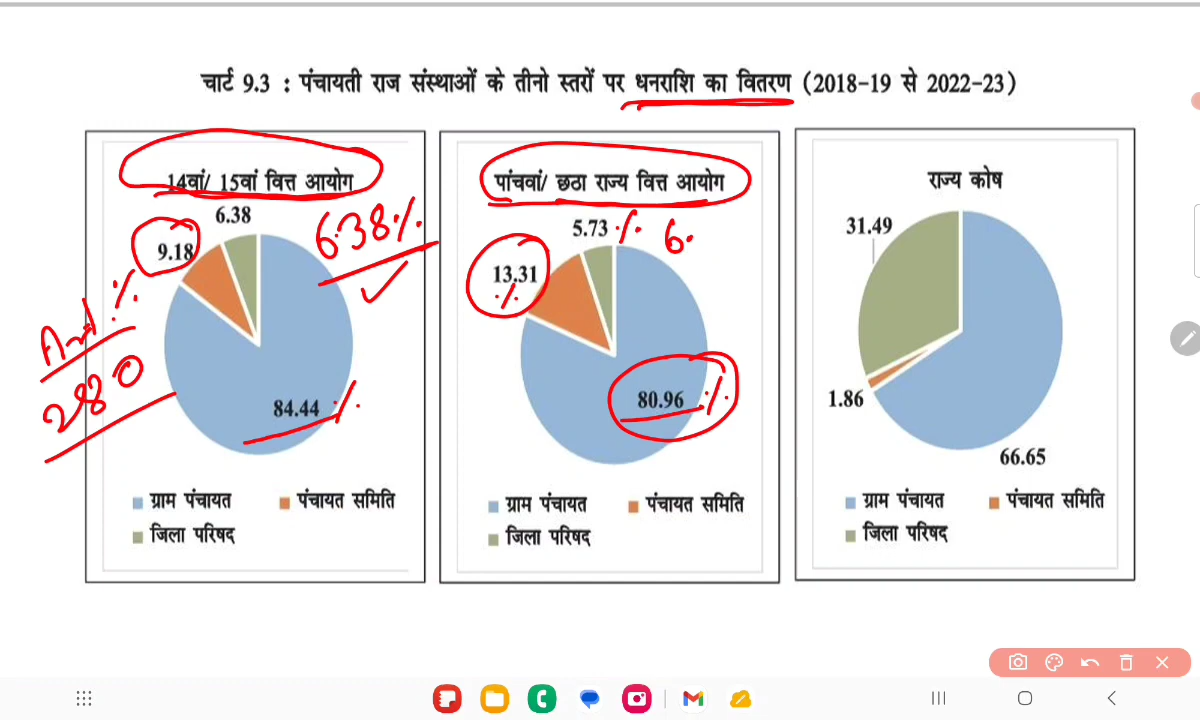 चार्ट 9.3 : पंचायती राज संस्थाओं के तीनो स्तरों पर धनराशि का वितरण (2018-19 से 2022-23)
14वां/ 15वां वित्त आयोग
6.38
9.18
6.38%
%
84.44 %
280
ग्राम पंचायत
पंचायत समिति
जिला परिषद
पांचवां/ छठा राज्य वित्त आयोग
5.73 %
6.
13.31
%
80.96 %
ग्राम पंचायत
पंचायत समिति
जिला परिषद
राज्य कोष
31.49
1.86
66.65
ग्राम पंचायत
पंचायत समिति
जिला परिषद